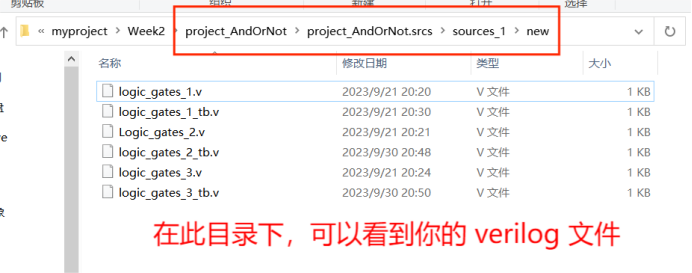 剪贴板 组织 新建 打开 选择
« myproject > Week2 > project_AndOrNot > project_AndOrNot.srcs > sources_1 > new
名称 修改日期 类型 大小
logic_gates_1.v 2023/9/21 20:20 V 文件 1 KB
logic_gates_1_tb.v 2023/9/21 20:30 V 文件 1 KB
Logic_gates_2.v 2023/9/21 20:21 V 文件 1 KB
logic_gates_2_tb.v 2023/9/30 20:48 V 文件 1 KB
logic_gates_3.v 2023/9/21 20:24 V 文件 1 KB
logic_gates_3_tb.v 2023/9/30 20:50 V 文件 1 KB
在此目录下，可以看到你的 verilog 文件